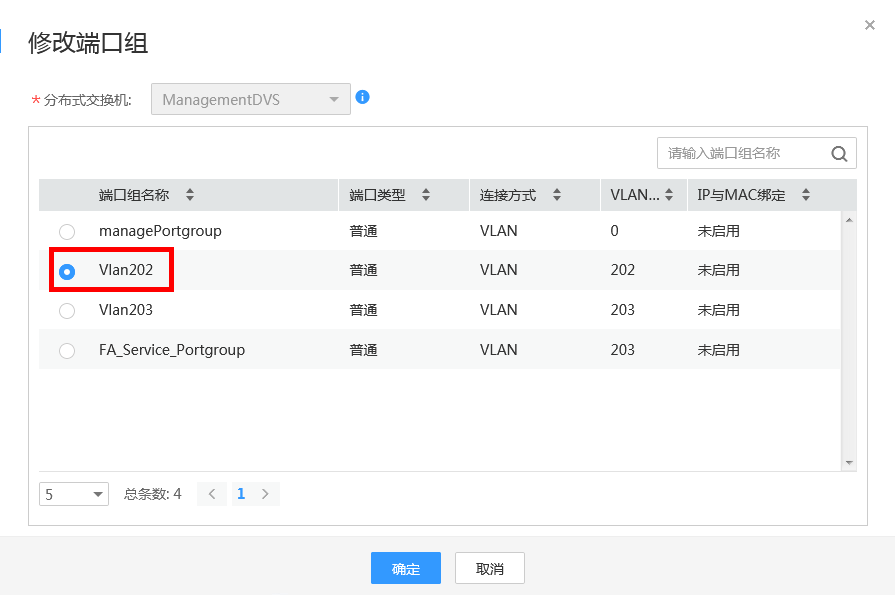 修改端口组
* 分布式交换机: ManagementDVS
请输入端口组名称
端口组名称 端口类型 连接方式 VLAN... IP与MAC绑定
managePortgroup 普通 VLAN 0 未启用
Vlan202 普通 VLAN 202 未启用
Vlan203 普通 VLAN 203 未启用
FA_Service_Portgroup 普通 VLAN 203 未启用
5 总条数: 4 < 1 >
确定 取消